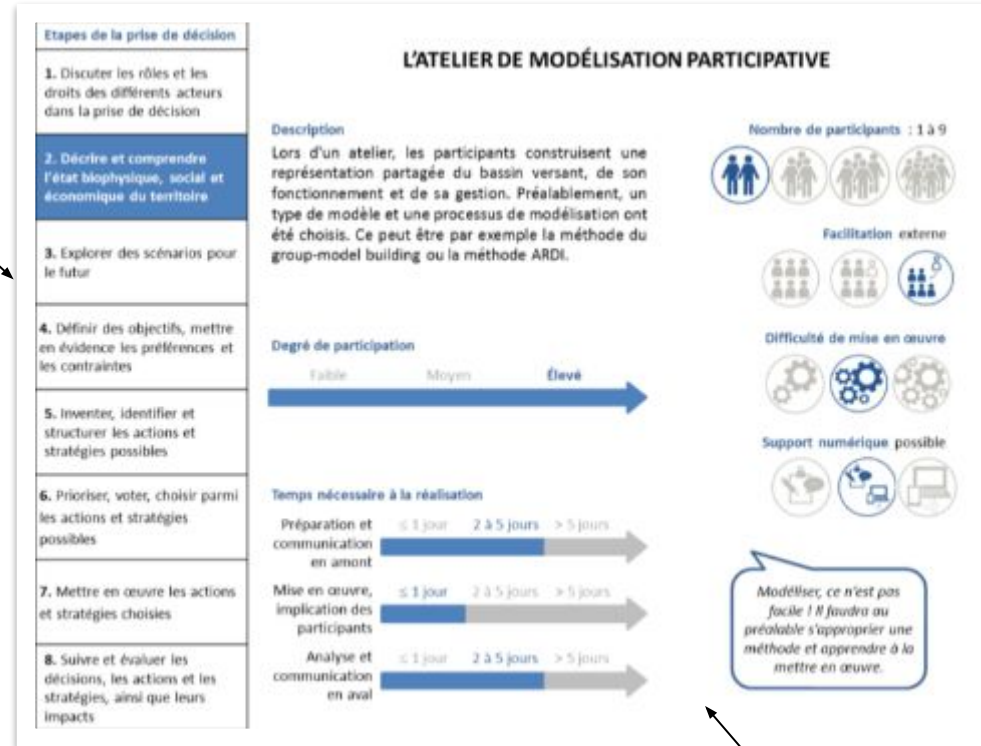 Etapes de la prise de décision
1. Discuter les rôles et les
droits des différents acteurs
dans la prise de décision
2. Décrire et comprendre
l'état biophysique, social et
économique du territoire
3. Explorer des scénarios pour
le futur
4. Définir des objectifs, mettre
en évidence les préférences et
les contraintes
5. Inventer, identifier et
structurer les actions et
stratégies possibles
6. Prioriser, voter, choisir parmi
les actions et stratégies
possibles
7. Mettre en œuvre les actions
et stratégies choisies
8. Suivre et évaluer les
décisions, les actions et les
stratégies, ainsi que leurs
impacts
L'ATELIER DE MODÉLISATION PARTICIPATIVE
Description
Lors d'un atelier, les participants construisent une
représentation partagée du bassin versant, de son
fonctionnement et de sa gestion. Préalablement, un
type de modèle et une processus de modélisation ont
été choisis. Ce peut être par exemple la méthode du
group-model building ou la méthode ARDI.
Degré de participation
Faible Moyen Élevé
Temps nécessaire à la réalisation
Préparation et
communication
en amont
≤ 1 jour 2 à 5 jours > 5 jours
Mise en œuvre,
implication des
participants
≤ 1 jour 2 à 5 jours > 5 jours
Analyse et
communication
en aval
≤ 1 jour 2 à 5 jours > 5 jours
Nombre de participants : 1 à 9
Facilitation externe
Difficulté de mise en œuvre
Support numérique possible
Modéliser, ce n'est pas
facile ! Il faudra au
préalable s'approprier une
méthode et apprendre à la
mettre en œuvre.